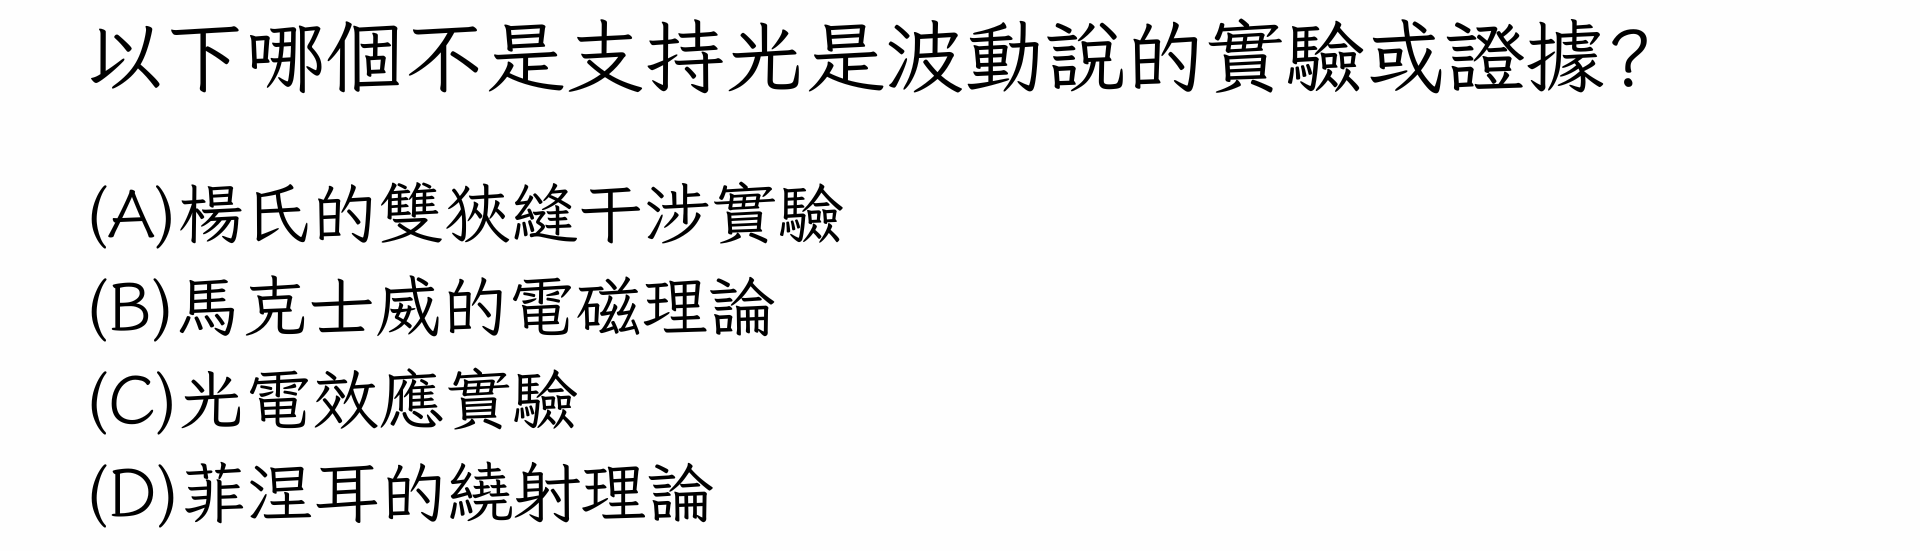 以下哪個不是支持光是波動說的實驗或證據?
(A)楊氏的雙狹縫干涉實驗
(B)馬克士威的電磁理論
(C)光電效應實驗
(D)菲涅耳的繞射理論